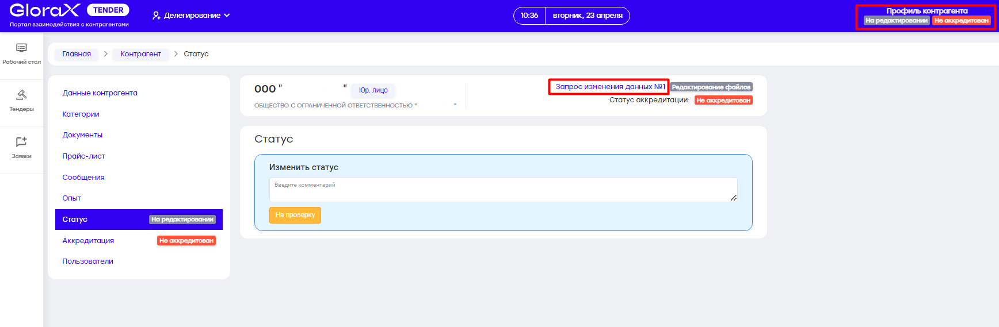 GloraX TENDER
Портал взаимодействия с контрагентами
Делегирование
10:36 вторник, 23 апреля
Профиль контрагента
На редактировании Не аккредитован
Рабочий стол
Тендеры
Заявки
Главная > Контрагент > Статус
Данные контрагента
Категории
Документы
Прайс-лист
Сообщения
Опыт
Статус На редактировании
Аккредитация Не аккредитован
Пользователи
ООО " " Юр. лицо
ОБЩЕСТВО С ОГРАНИЧЕННОЙ ОТВЕТСТВЕННОСТЬЮ " "
Запрос изменения данных №1 Редактирование файлов
Статус аккредитации: Не аккредитован
Статус
Изменить статус
Введите комментарий
На проверку